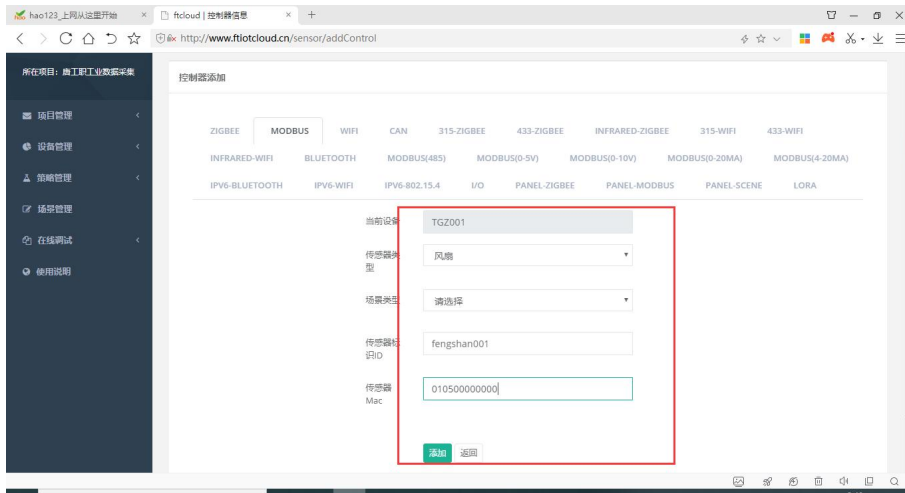 hao123_上网从这里开始
ftcloud | 控制器信息
http://www.ftiotcloud.cn/sensor/addControl
所在项目：唐工职工业数据采集
控制器添加
项目管理
设备管理
策略管理
场景管理
在线调试
使用说明
ZIGBEE MODBUS WIFI CAN 315-ZIGBEE 433-ZIGBEE INFRARED-ZIGBEE 315-WIFI 433-WIFI
INFRARED-WIFI BLUETOOTH MODBUS(485) MODBUS(0-5V) MODBUS(0-10V) MODBUS(0-20MA) MODBUS(4-20MA)
IPV6-BLUETOOTH IPV6-WIFI IPV6-802.15.4 I/O PANEL-ZIGBEE PANEL-MODBUS PANEL-SCENE LORA
当前设备 TGZ001
传感器类
型
风扇
场景类型 请选择
传感器标
识ID
fengshan001
传感器
Mac
010500000000
添加 返回